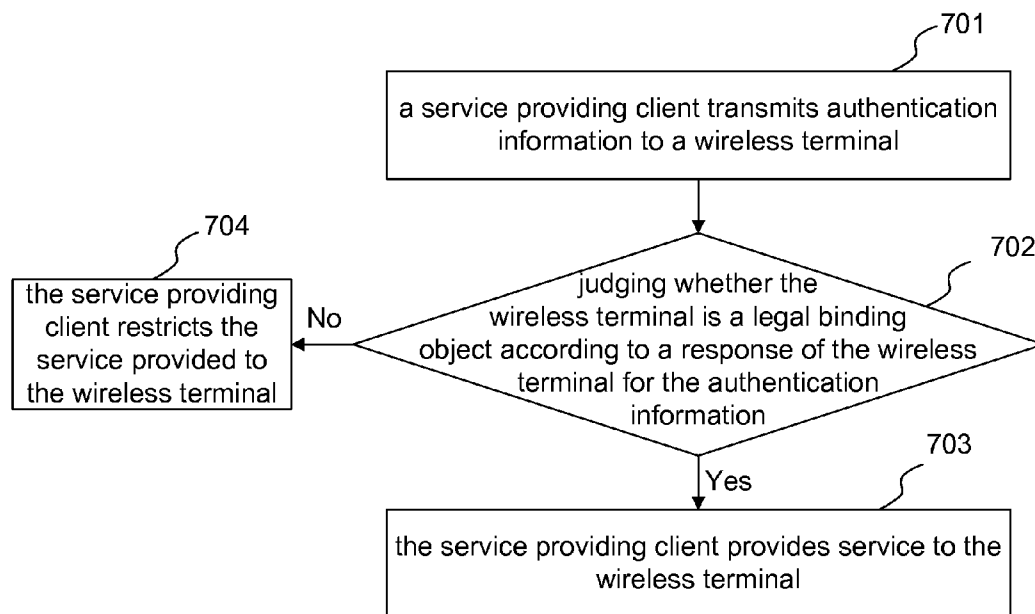 701
a service providing client transmits authentication
information to a wireless terminal
704
702
the service providing
client restricts the
service provided to
the wireless terminal
No
judging whether the
wireless terminal is a legal binding
object according to a response of the wireless
terminal for the authentication
information
Yes
703
the service providing client provides service to the
wireless terminal